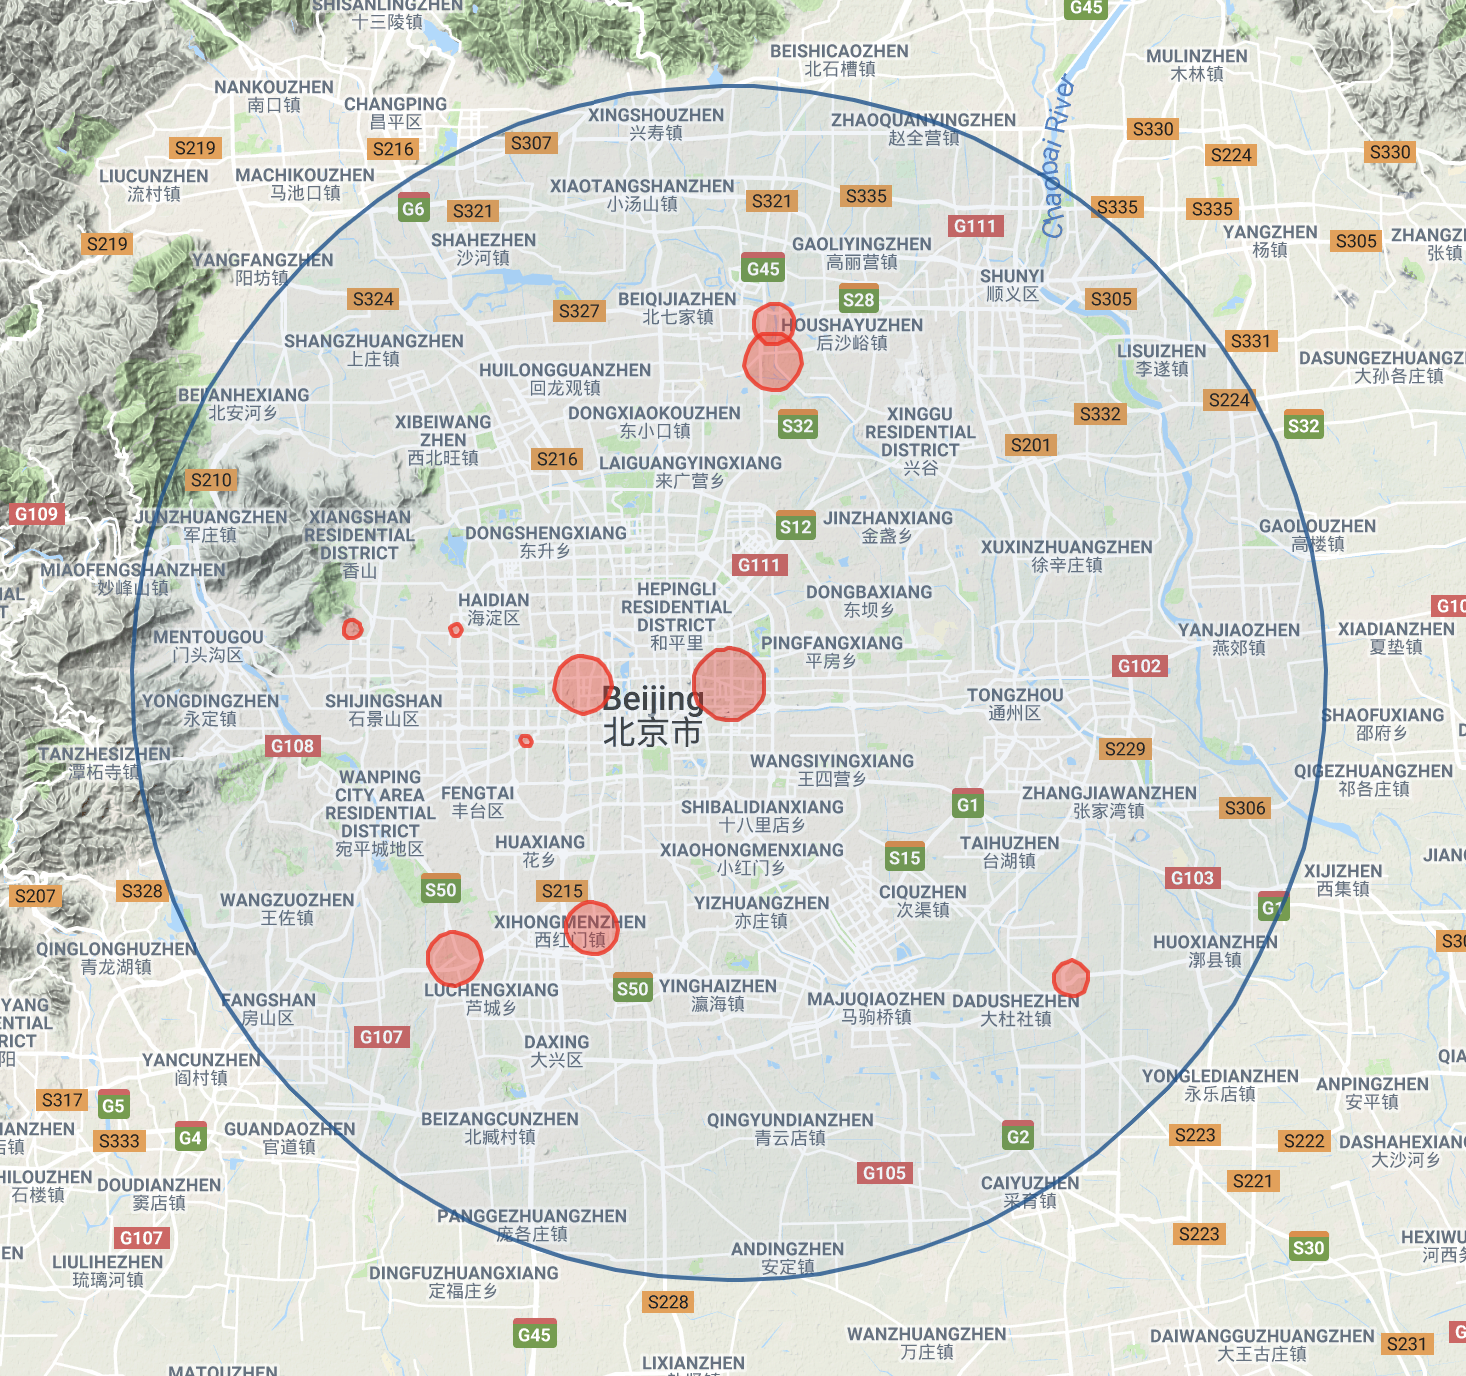 SHISANLINGZHEN
十三陵镇
G45
BEISHICAOZHEN
北石槽镇
MULINZHEN
木林镇
NANKOUZHEN
南口镇
CHANGPING
昌平区
XINGSHOUZHEN
兴寿镇
ZHAOQUANYINGZHEN
赵全营镇
Chaobai River
S330
S219
S216
S307
S224
S330
LIUCUNZHEN
流村镇
MACHIKOUZHEN
马池口镇
XIAOTANGSHANZHEN
小汤山镇
G6
S321
S321
S335
S335
S335
G111
S219
SHAHEZHEN
沙河镇
GAOLIYINGZHEN
高丽营镇
YANGZHEN
杨镇
S305
张镇
YANGFANGZHEN
阳坊镇
G45
SHUNYI
顺义区
S324
S327
BEIQIJIAZHEN
北七家镇
S28
S305
HOUSHAYUZHEN
后沙峪镇
SHANGZHUANGZHEN
上庄镇
LISUIZHEN
李遂镇
S331
大孙各庄镇
HUILONGGUANZHEN
回龙观镇
BEI'ANHEXIANG
北安河乡
XIBEIWANG
ZHEN
西北旺镇
DONGXIAOKOUZHEN
东小口镇
S32
XINGGU
RESIDENTIAL
DISTRICT
兴谷
S332
S224
S32
S201
S216
LAIGUANGYINGXIANG
来广营乡
S210
G109
JUNZHUANGZHEN
军庄镇
XIANGSHAN
RESIDENTIAL
DISTRICT
香山
DONGSHENGXIANG
东升乡
S12
JINZHANXIANG
金盏乡
GAOLOUZHEN
高楼镇
G111
XUXINZHUANGZHEN
徐辛庄镇
MIAOFENGSHANZHEN
妙峰山镇
HAIDIAN
海淀区
HEPINGLI
RESIDENTIAL
DISTRICT
和平里
DONGBAXIANG
东坝乡
MENTOUGOU
门头沟区
PINGFANGXIANG
平房乡
YANJIAOZHEN
燕郊镇
XIADIANZHEN
夏垫镇
G102
YONGDINGZHEN
永定镇
SHIJINGSHAN
石景山区
Beijing
北京市
TONGZHOU
通州区
SHAOFUXIANG
邵府乡
TANZHESIZHEN
潭柘寺镇
G108
S229
WANGSIYINGXIANG
王四营乡
QIGEZHUANGZHEN
祁各庄镇
WANPING
CITY AREA
RESIDENTIAL
DISTRICT
宛平城地区
FENGTAI
丰台区
SHIBALIDIANXIANG
十八里店乡
G1
ZHANGJIAWANZHEN
张家湾镇
S306
HUAXIANG
花乡
XIAOHONGMENXIANG
小红门乡
S15
TAIHUZHEN
台湖镇
S207
S328
S50
S215
G103
XIJIZHEN
西集镇
WANGZUOZHEN
王佐镇
YIZHUANGZHEN
亦庄镇
CIQUZHEN
次渠镇
XIHONGMENZHEN
西红门镇
QINGLONGHUZHEN
青龙湖镇
HUOXIANZHEN
漷县镇
LUCHENGXIANG
芦城乡
S50
YINGHAIZHEN
瀛海镇
MAJUQIAOZHEN
马驹桥镇
DADUSHEZHEN
大杜社镇
FANGSHAN
房山区
G107
DAXING
大兴区
YANCUNZHEN
阎村镇
YONGLEDIANZHEN
永乐店镇
ANPINGZHEN
安平镇
S317
G5
S333
G4
GUANDAOZHEN
官道镇
BEIZANGCUNZHEN
北臧村镇
QINGYUNDIANZHEN
青云店镇
G2
S223
S222
大沙河乡
石楼镇
DOUDIANZHEN
窦店镇
G105
CAIYUZHEN
采育镇
S221
PANGGEZHUANGZHEN
庞各庄镇
G107
LIULIHEZHEN
琉璃河镇
ANDINGZHEN
安定镇
S223
S30
DINGFUZHUANGXIANG
定福庄乡
S228
G45
WANZHUANGZHEN
万庄镇
DAIWANGGUZHUANGZHEN
大王古庄镇
S231
LIXIANZHEN
MATOUZHEN